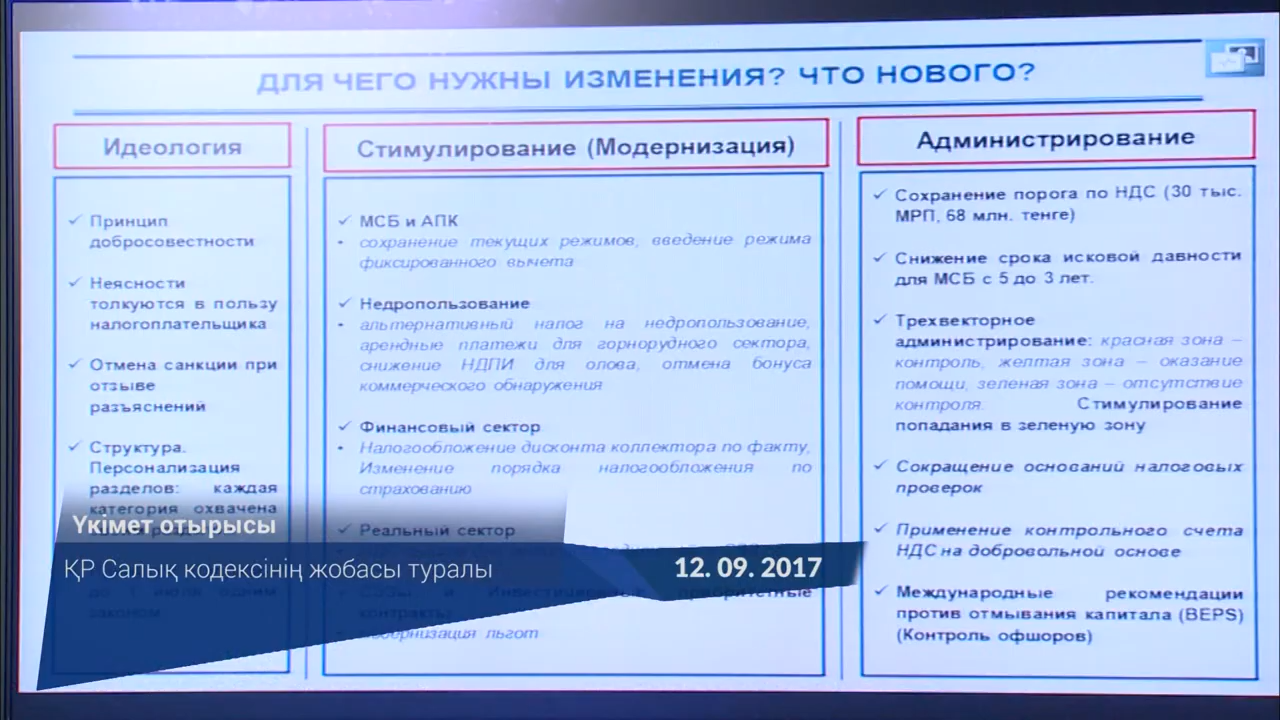 ДЛЯ ЧЕГО НУЖНЫ ИЗМЕНЕНИЯ? ЧТО НОВОГО?
Идеология
✓ Принцип
добросовестности
✓ Неясности
толкуются в пользу
налогоплательщика
✓ Отмена санкции при
отзыве
разъяснений
✓ Структура.
Персонализация
разделов: каждая
категория охвачена
до 1 июля одним
законом
Стимулирование (Модернизация)
✓ МСБ и АПК
• сохранение текущих режимов, введение режима
фиксированного вычета
✓ Недропользование
• альтернативный налог на недропользование,
арендные платежи для горнорудного сектора,
снижение НДПИ для олова, отмена бонуса
коммерческого обнаружения
✓ Финансовый сектор
• Налогообложение дисконта коллектора по факту,
Изменение порядка налогообложения по
страхованию
✓ Реальный сектор
приоритетные
контракты
модернизация льгот
Администрирование
✓ Сохранение порога по НДС (30 тыс.
МРП, 68 млн. тенге)
✓ Снижение срока исковой давности
для МСБ с 5 до 3 лет.
✓ Трехвекторное
администрирование: красная зона –
контроль, желтая зона – оказание
помощи, зеленая зона – отсутствие
контроля. Стимулирование
попадания в зеленую зону
✓ Сокращение оснований налоговых
проверок
✓ Применение контрольного счета
НДС на добровольной основе
✓ Международные рекомендации
против отмывания капитала (BEPS)
(Контроль офшоров)
Үкімет отырысы
ҚР Салық кодексінің жобасы туралы
12. 09. 2017